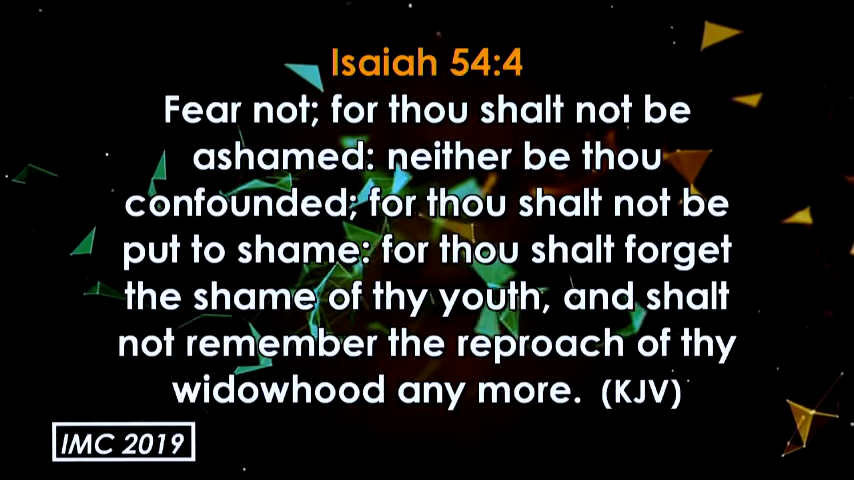 Isaiah 54:4
Fear not; for thou shalt not be
ashamed: neither be thou
confounded; for thou shalt not be
put to shame: for thou shalt forget
the shame of thy youth, and shalt
not remember the reproach of thy
widowhood any more. (KJV)
IMC 2019